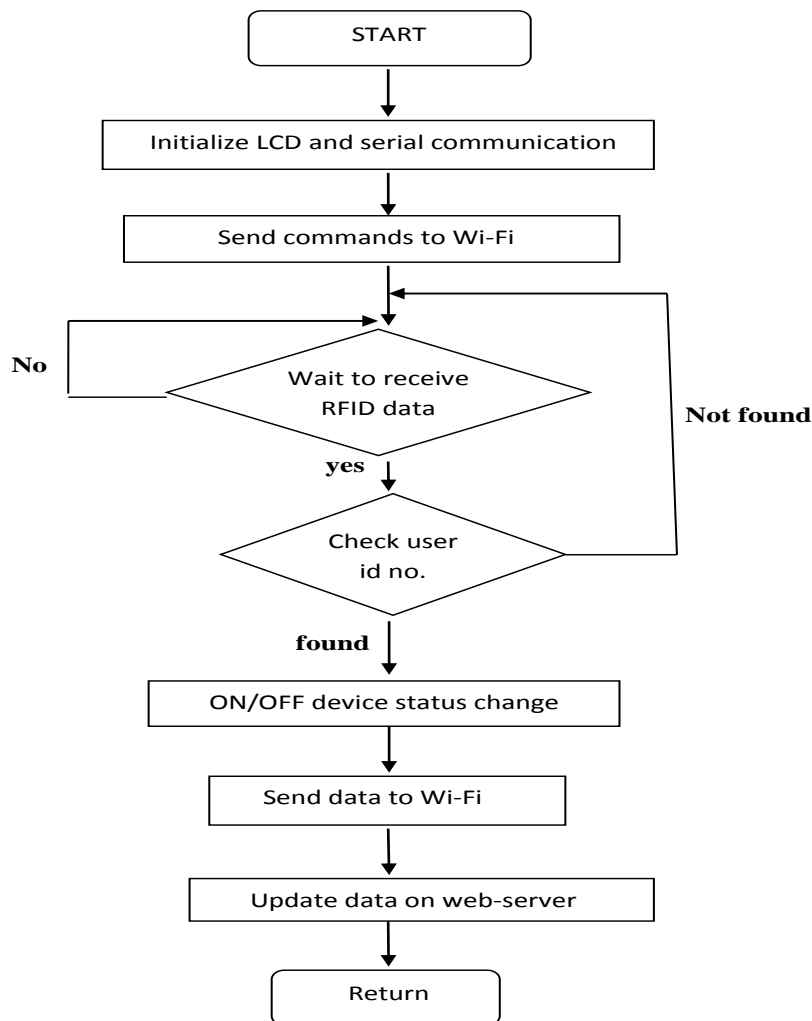 START
Initialize LCD and serial communication
Send commands to Wi-Fi
No
Wait to receive
RFID data
Not found
yes
Check user
id no.
found
ON/OFF device status change
Send data to Wi-Fi
Update data on web-server
Return